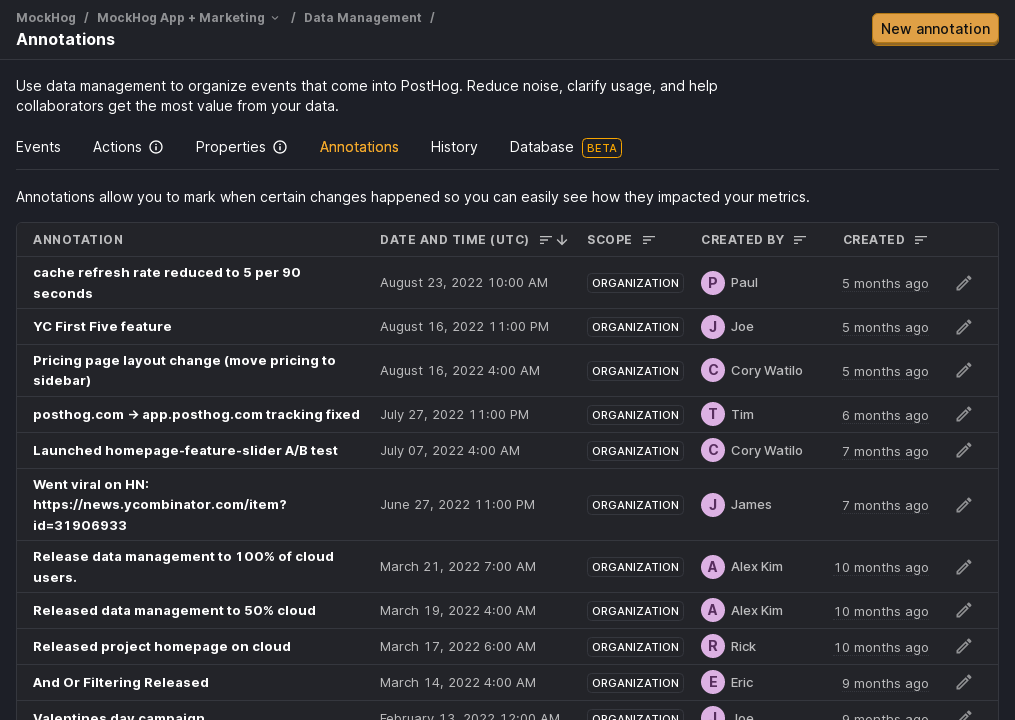 MockHog / MockHog App + Marketing / Data Management /
Annotations
New annotation
Use data management to organize events that come into PostHog. Reduce noise, clarify usage, and help
collaborators get the most value from your data.
Events Actions Properties Annotations History Database BETA
Annotations allow you to mark when certain changes happened so you can easily see how they impacted your metrics.
ANNOTATION DATE AND TIME (UTC) SCOPE CREATED BY CREATED
cache refresh rate reduced to 5 per 90
seconds
August 23, 2022 10:00 AM ORGANIZATION P Paul 5 months ago
YC First Five feature August 16, 2022 11:00 PM ORGANIZATION J Joe 5 months ago
Pricing page layout change (move pricing to
sidebar)
August 16, 2022 4:00 AM ORGANIZATION C Cory Watilo 5 months ago
posthog.com → app.posthog.com tracking fixed July 27, 2022 11:00 PM ORGANIZATION T Tim 6 months ago
Launched homepage-feature-slider A/B test July 07, 2022 4:00 AM ORGANIZATION C Cory Watilo 7 months ago
Went viral on HN:
https://news.ycombinator.com/item?
id=31906933
June 27, 2022 11:00 PM ORGANIZATION J James 7 months ago
Release data management to 100% of cloud
users.
March 21, 2022 7:00 AM ORGANIZATION A Alex Kim 10 months ago
Released data management to 50% cloud March 19, 2022 4:00 AM ORGANIZATION A Alex Kim 10 months ago
Released project homepage on cloud March 17, 2022 6:00 AM ORGANIZATION R Rick 10 months ago
And Or Filtering Released March 14, 2022 4:00 AM ORGANIZATION E Eric 9 months ago
Valentines day campaign February 13, 2022 12:00 AM ORGANIZATION J Joe 9 months ago